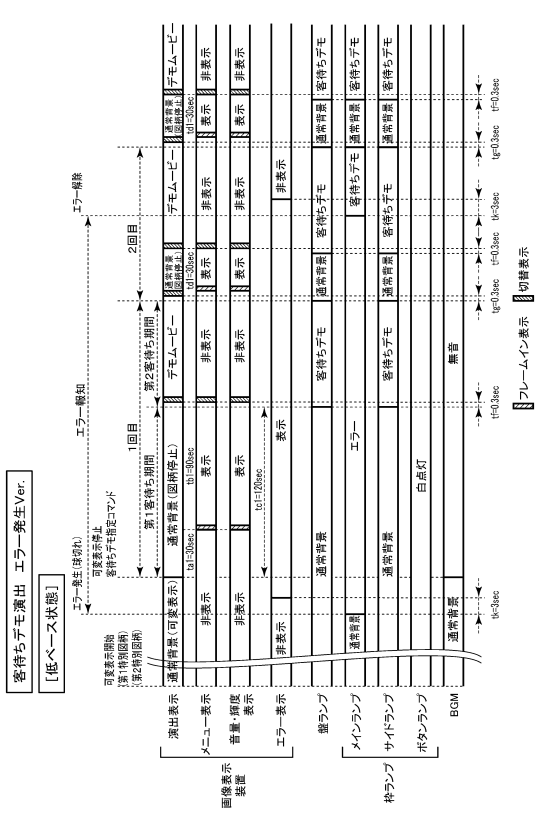 客待ちデモ演出 エラー発生Ver.
[低ベース状態]
エラー報知
エラー発生(球切れ)
エラー解除
可変表示開始
(第1特別図柄)
(第2特別図柄)
可変表示停止
客待ちデモ指定コマンド
1回目
2回目
第1客待ち期間
第2客待ち期間
画像表示
装置
演出表示
通常背景(可変表示)
通常背景(図柄停止)
デモムービー
通常背景
(図柄停止)
デモムービー
通常背景
(図柄停止)
デモムービー
ta1=30sec
tb1=90sec
td1=30sec
td1=30sec
メニュー表示
非表示
表示
非表示
表示
非表示
表示
非表示
音量・輝度
表示
非表示
表示
非表示
表示
非表示
表示
非表示
tc1=120sec
エラー表示
非表示
表示
非表示
盤ランプ
通常背景
客待ちデモ
通常背景
客待ちデモ
通常背景
客待ちデモ
枠ランプ
メインランプ
通常背景
エラー
客待ちデモ
通常背景
客待ちデモ
サイドランプ
通常背景
客待ちデモ
通常背景
客待ちデモ
通常背景
客待ちデモ
ボタンランプ
白点灯
BGM
通常背景
無音
tk=3sec
tf=0.3sec
tg=0.3sec
tf=0.3sec
tk=3sec
tg=0.3sec
tf=0.3sec
フレームイン表示
切替表示